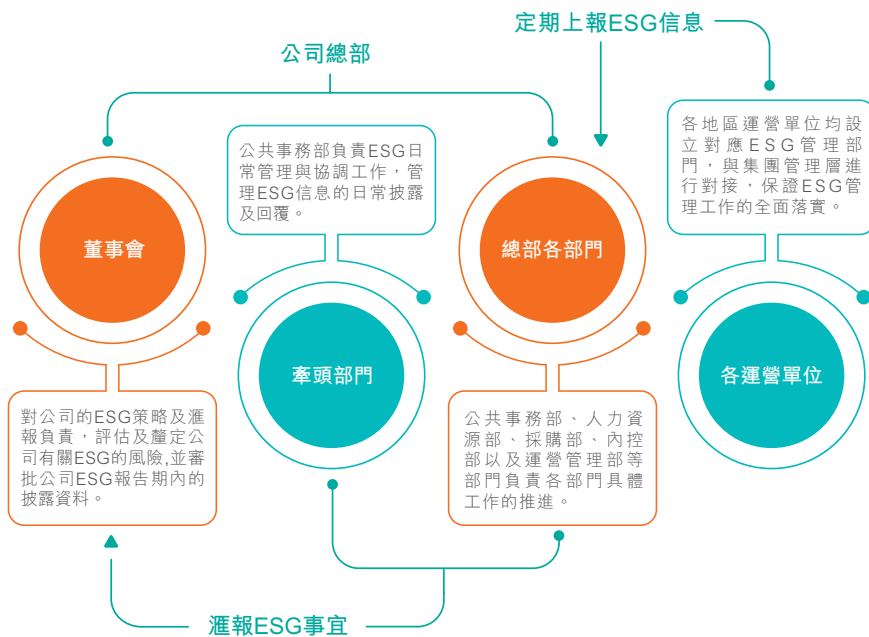 定期上報ESG信息
公司總部
公共事務部負責ESG日
常管理與協調工作，管
理ESG信息的日常披露
及回覆。
各地區運營單位均設
立對應ESG管理部
門，與集團管理層進
行對接，保證ESG管
理工作的全面落實。
董事會
總部各部門
牽頭部門
各運營單位
對公司的ESG策略及滙
報負責，評估及釐定公
司有關ESG的風險,並審
批公司ESG報告期內的
披露資料。
公共事務部、人力資
源部、採購部、內控
部以及運營管理部等
部門負責各部門具體
工作的推進。
滙報ESG事宜